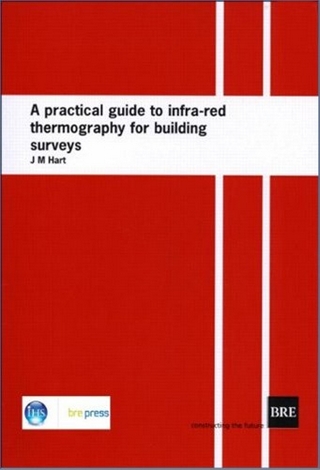 A practical guide to infra-red
thermography for building
surveys
J M Hart
IHS
brepress
constructing the future
BRE